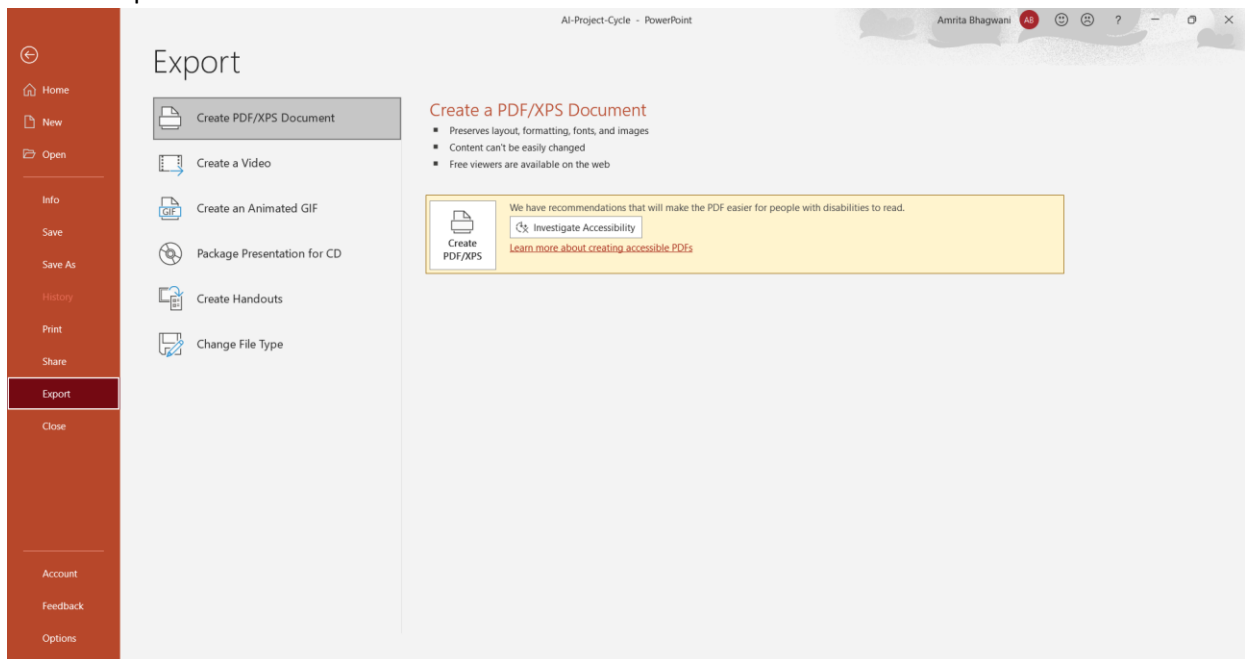 AI-Project-Cycle - PowerPoint
Amrita Bhagwani
AB
?
Home
New
Open
Info
Save
Save As
History
Print
Share
Export
Close
Account
Feedback
Options
Export
Create PDF/XPS Document
Create a Video
GIF
Create an Animated GIF
Package Presentation for CD
Create Handouts
Change File Type
Create a PDF/XPS Document
Preserves layout, formatting, fonts, and images
Content can't be easily changed
Free viewers are available on the web
Create
PDF/XPS
We have recommendations that will make the PDF easier for people with disabilities to read.
Investigate Accessibility
Learn more about creating accessible PDFs